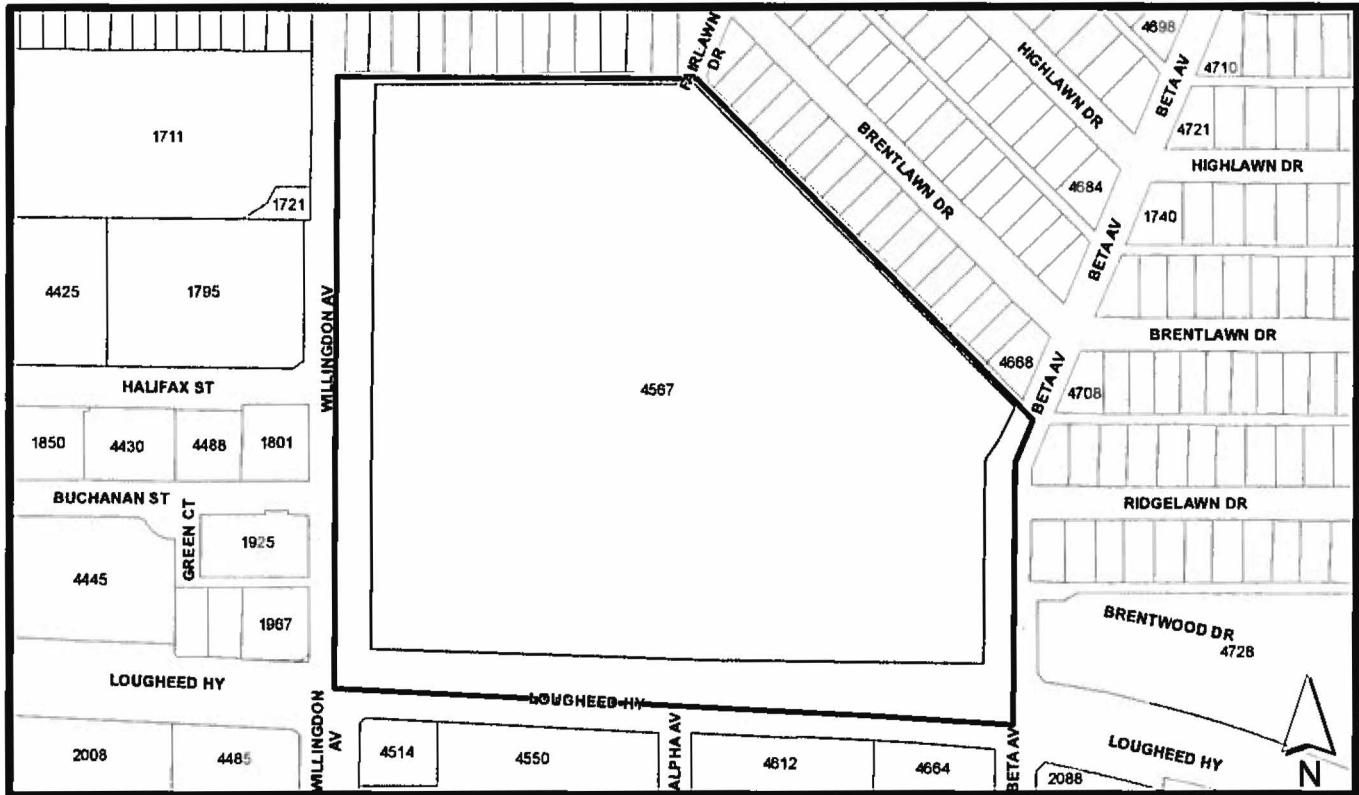 FAIRLAWN DR
HIGHLAWN DR
4698
BETA AV
4710
1711
BRENTLAWN DR
4721
HIGHLAWN DR
1721
4684
1740
BETA AV
4425
1795
WILLINGDON AV
BRENTLAWN DR
HALIFAX ST
4567
4668
BETA AV
4708
1850
4430
4488
1801
BUCHANAN ST
GREEN CT
RIDGELAWN DR
1925
4445
1967
BRENTWOOD DR
4728
LOUGHEED HY
LOUGHEED HY
WILLINGDON AV
ALPHA AV
BETA AV
2008
4485
4514
4550
4612
4664
2088
LOUGHEED HY
N